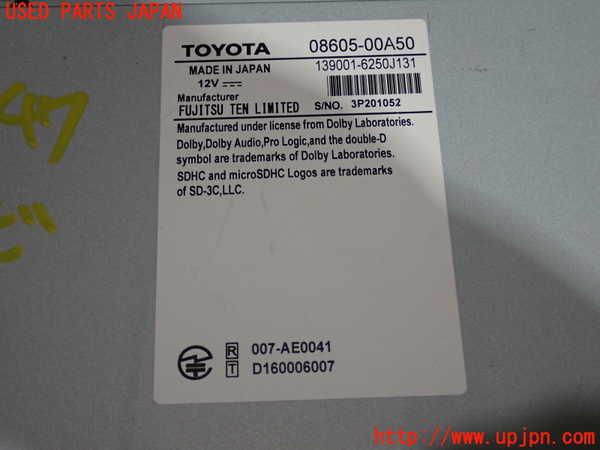 USED PARTS JAPAN
TOYOTA 08605-00A50
MADE IN JAPAN 139001-6250J131
12V
Manufacturer
FUJITSU TEN LIMITED S/NO. 3P201052
Manufactured under license from Dolby Laboratories.
Dolby,Dolby Audio,Pro Logic,and the double-D
symbol are trademarks of Dolby Laboratories.
SDHC and microSDHC Logos are trademarks
of SD-3C,LLC.
R 007-AE0041
T D160006007
http://www.upjpn.com/